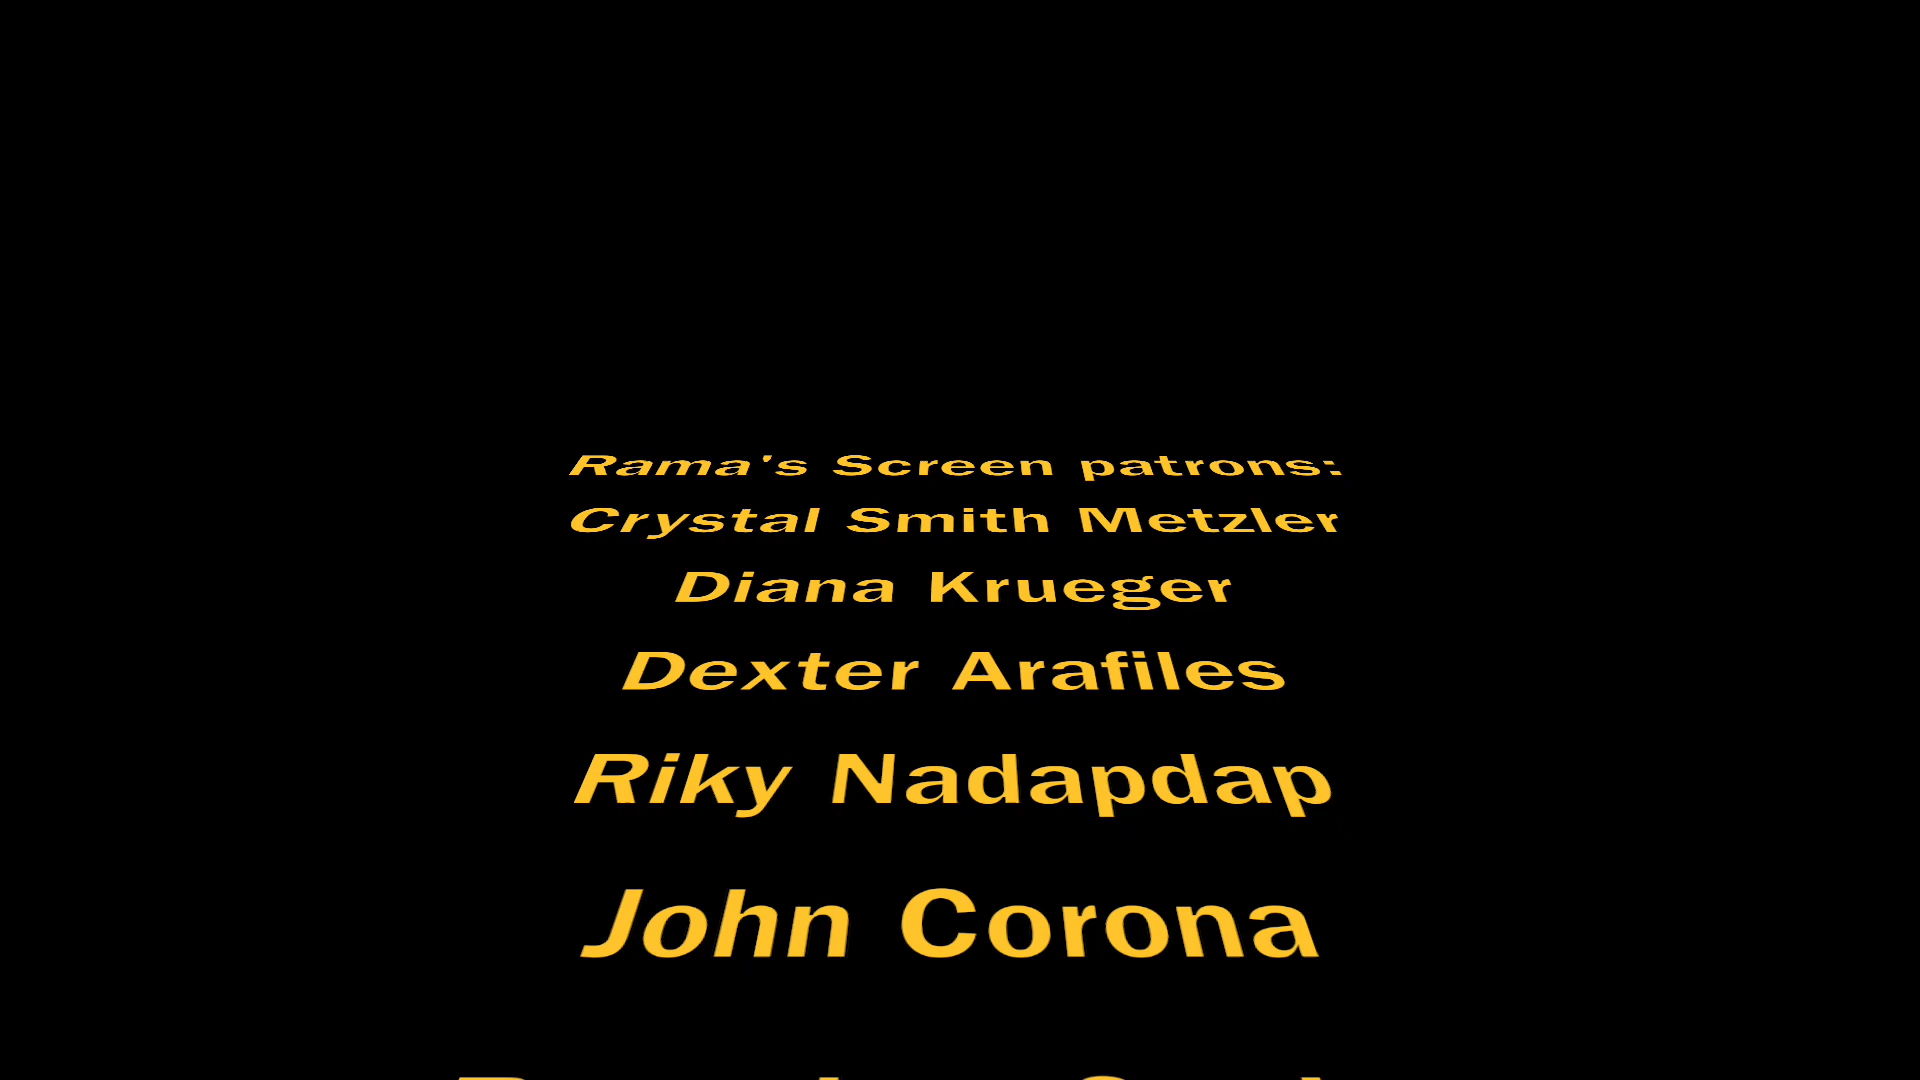 Rama's Screen patrons:
Crystal Smith Metzler
Diana Krueger
Dexter Arafiles
Riky Nadapdap
John Corona